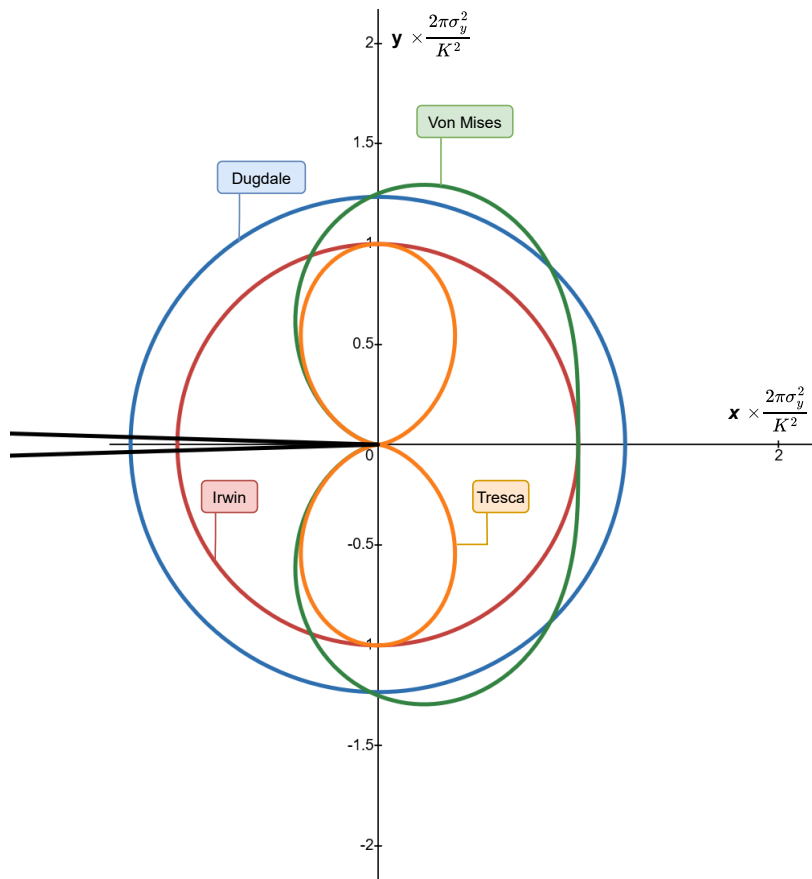 2
y × 2πσ_y^2 / K^2
Von Mises
1.5
Dugdale
1
0.5
x × 2πσ_y^2 / K^2
0
2
Irwin
Tresca
-0.5
-1
-1.5
-2